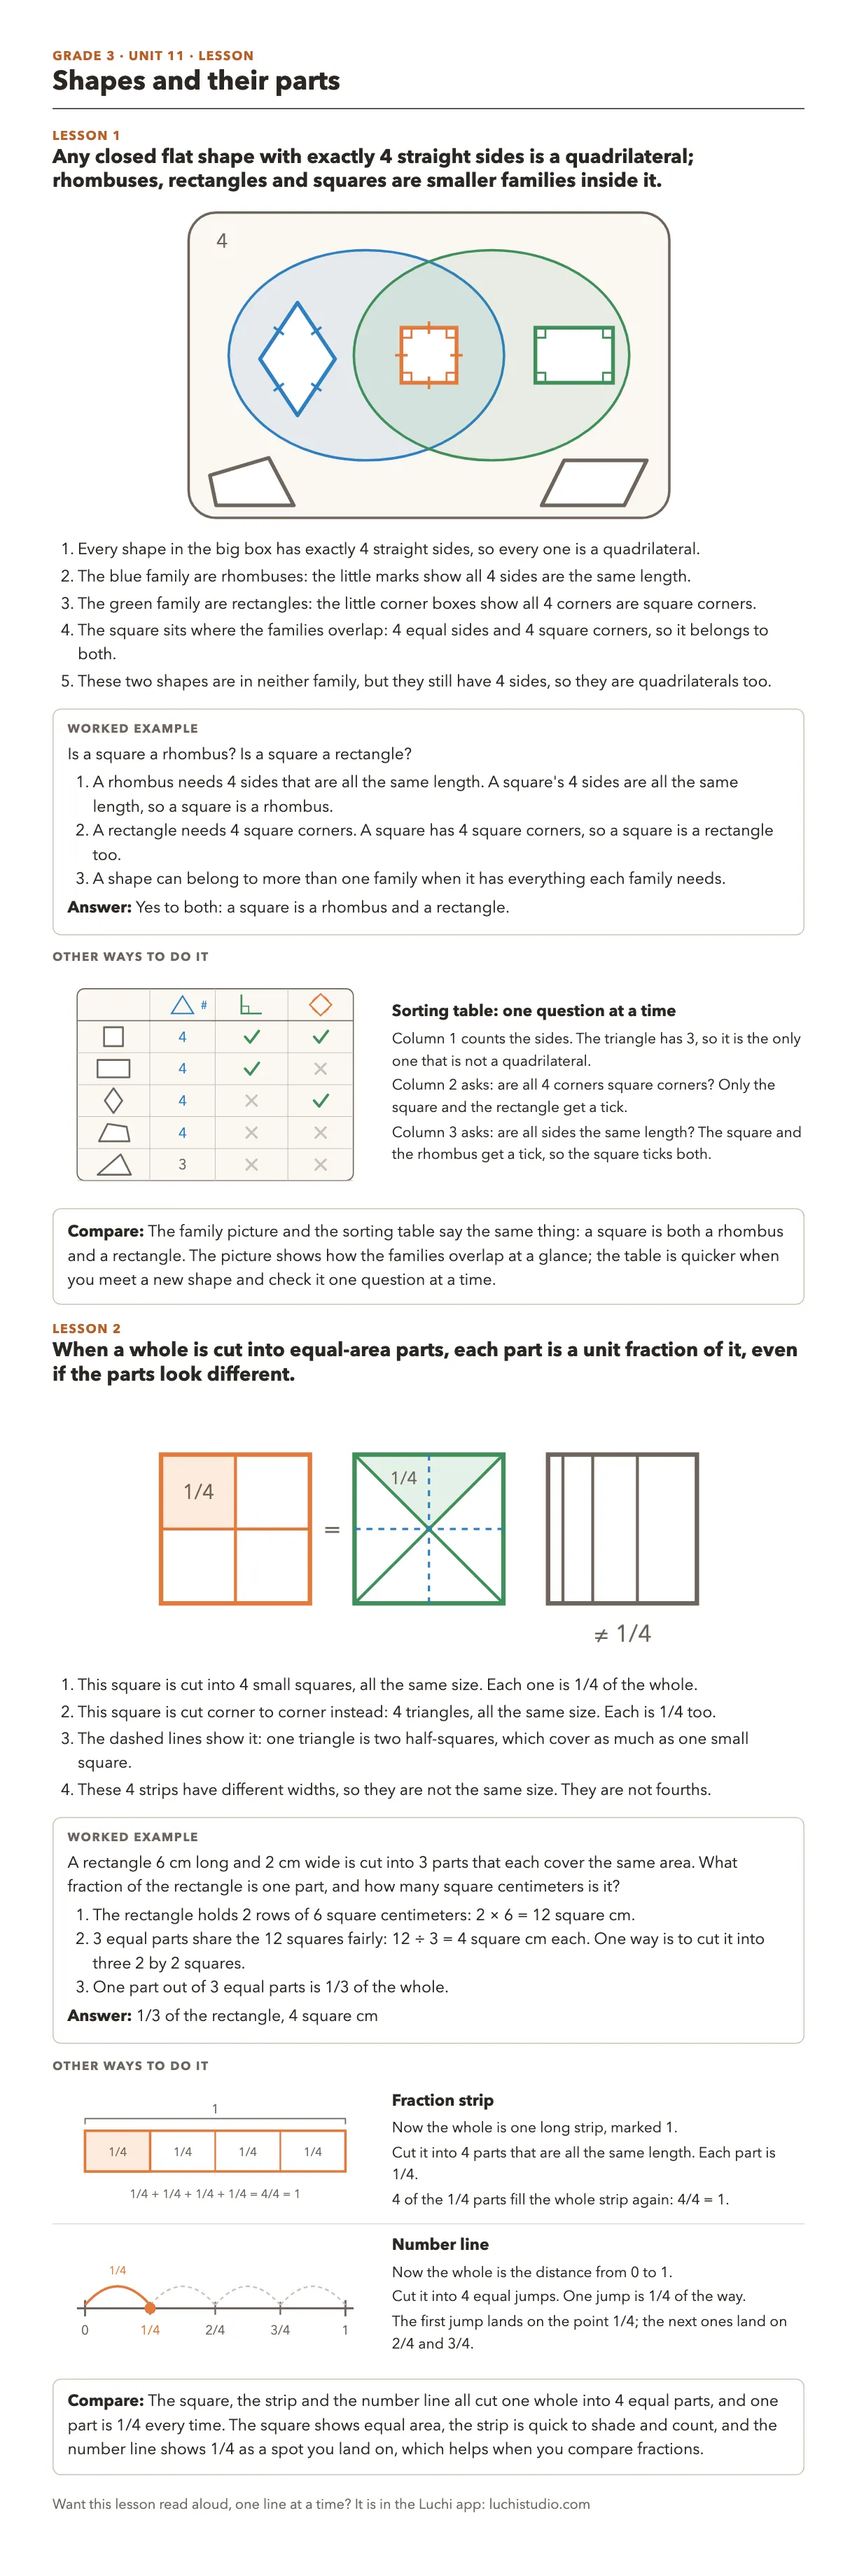 GRADE 3 · UNIT 11 · LESSON
Shapes and their parts
LESSON 1
Any closed flat shape with exactly 4 straight sides is a quadrilateral;
rhombuses, rectangles and squares are smaller families inside it.
4
1. Every shape in the big box has exactly 4 straight sides, so every one is a quadrilateral.
2. The blue family are rhombuses: the little marks show all 4 sides are the same length.
3. The green family are rectangles: the little corner boxes show all 4 corners are square corners.
4. The square sits where the families overlap: 4 equal sides and 4 square corners, so it belongs to
both.
5. These two shapes are in neither family, but they still have 4 sides, so they are quadrilaterals too.
WORKED EXAMPLE
Is a square a rhombus? Is a square a rectangle?
1. A rhombus needs 4 sides that are all the same length. A square's 4 sides are all the same
length, so a square is a rhombus.
2. A rectangle needs 4 square corners. A square has 4 square corners, so a square is a rectangle
too.
3. A shape can belong to more than one family when it has everything each family needs.
Answer: Yes to both: a square is a rhombus and a rectangle.
OTHER WAYS TO DO IT
#
4
4
4
4
3
Sorting table: one question at a time
Column 1 counts the sides. The triangle has 3, so it is the only
one that is not a quadrilateral.
Column 2 asks: are all 4 corners square corners? Only the
square and the rectangle get a tick.
Column 3 asks: are all sides the same length? The square and
the rhombus get a tick, so the square ticks both.
Compare: The family picture and the sorting table say the same thing: a square is both a rhombus
and a rectangle. The picture shows how the families overlap at a glance; the table is quicker when
you meet a new shape and check it one question at a time.
LESSON 2
When a whole is cut into equal-area parts, each part is a unit fraction of it, even
if the parts look different.
1/4
=
1/4
≠ 1/4
1. This square is cut into 4 small squares, all the same size. Each one is 1/4 of the whole.
2. This square is cut corner to corner instead: 4 triangles, all the same size. Each is 1/4 too.
3. The dashed lines show it: one triangle is two half-squares, which cover as much as one small
square.
4. These 4 strips have different widths, so they are not the same size. They are not fourths.
WORKED EXAMPLE
A rectangle 6 cm long and 2 cm wide is cut into 3 parts that each cover the same area. What
fraction of the rectangle is one part, and how many square centimeters is it?
1. The rectangle holds 2 rows of 6 square centimeters: 2 × 6 = 12 square cm.
2. 3 equal parts share the 12 squares fairly: 12 ÷ 3 = 4 square cm each. One way is to cut it into
three 2 by 2 squares.
3. One part out of 3 equal parts is 1/3 of the whole.
Answer: 1/3 of the rectangle, 4 square cm
OTHER WAYS TO DO IT
1
1/4 1/4 1/4 1/4
1/4 + 1/4 + 1/4 + 1/4 = 4/4 = 1
Fraction strip
Now the whole is one long strip, marked 1.
Cut it into 4 parts that are all the same length. Each part is
1/4.
4 of the 1/4 parts fill the whole strip again: 4/4 = 1.
1/4
0 1/4 2/4 3/4 1
Number line
Now the whole is the distance from 0 to 1.
Cut it into 4 equal jumps. One jump is 1/4 of the way.
The first jump lands on the point 1/4; the next ones land on
2/4 and 3/4.
Compare: The square, the strip and the number line all cut one whole into 4 equal parts, and one
part is 1/4 every time. The square shows equal area, the strip is quick to shade and count, and the
number line shows 1/4 as a spot you land on, which helps when you compare fractions.
Want this lesson read aloud, one line at a time? It is in the Luchi app: luchistudio.com